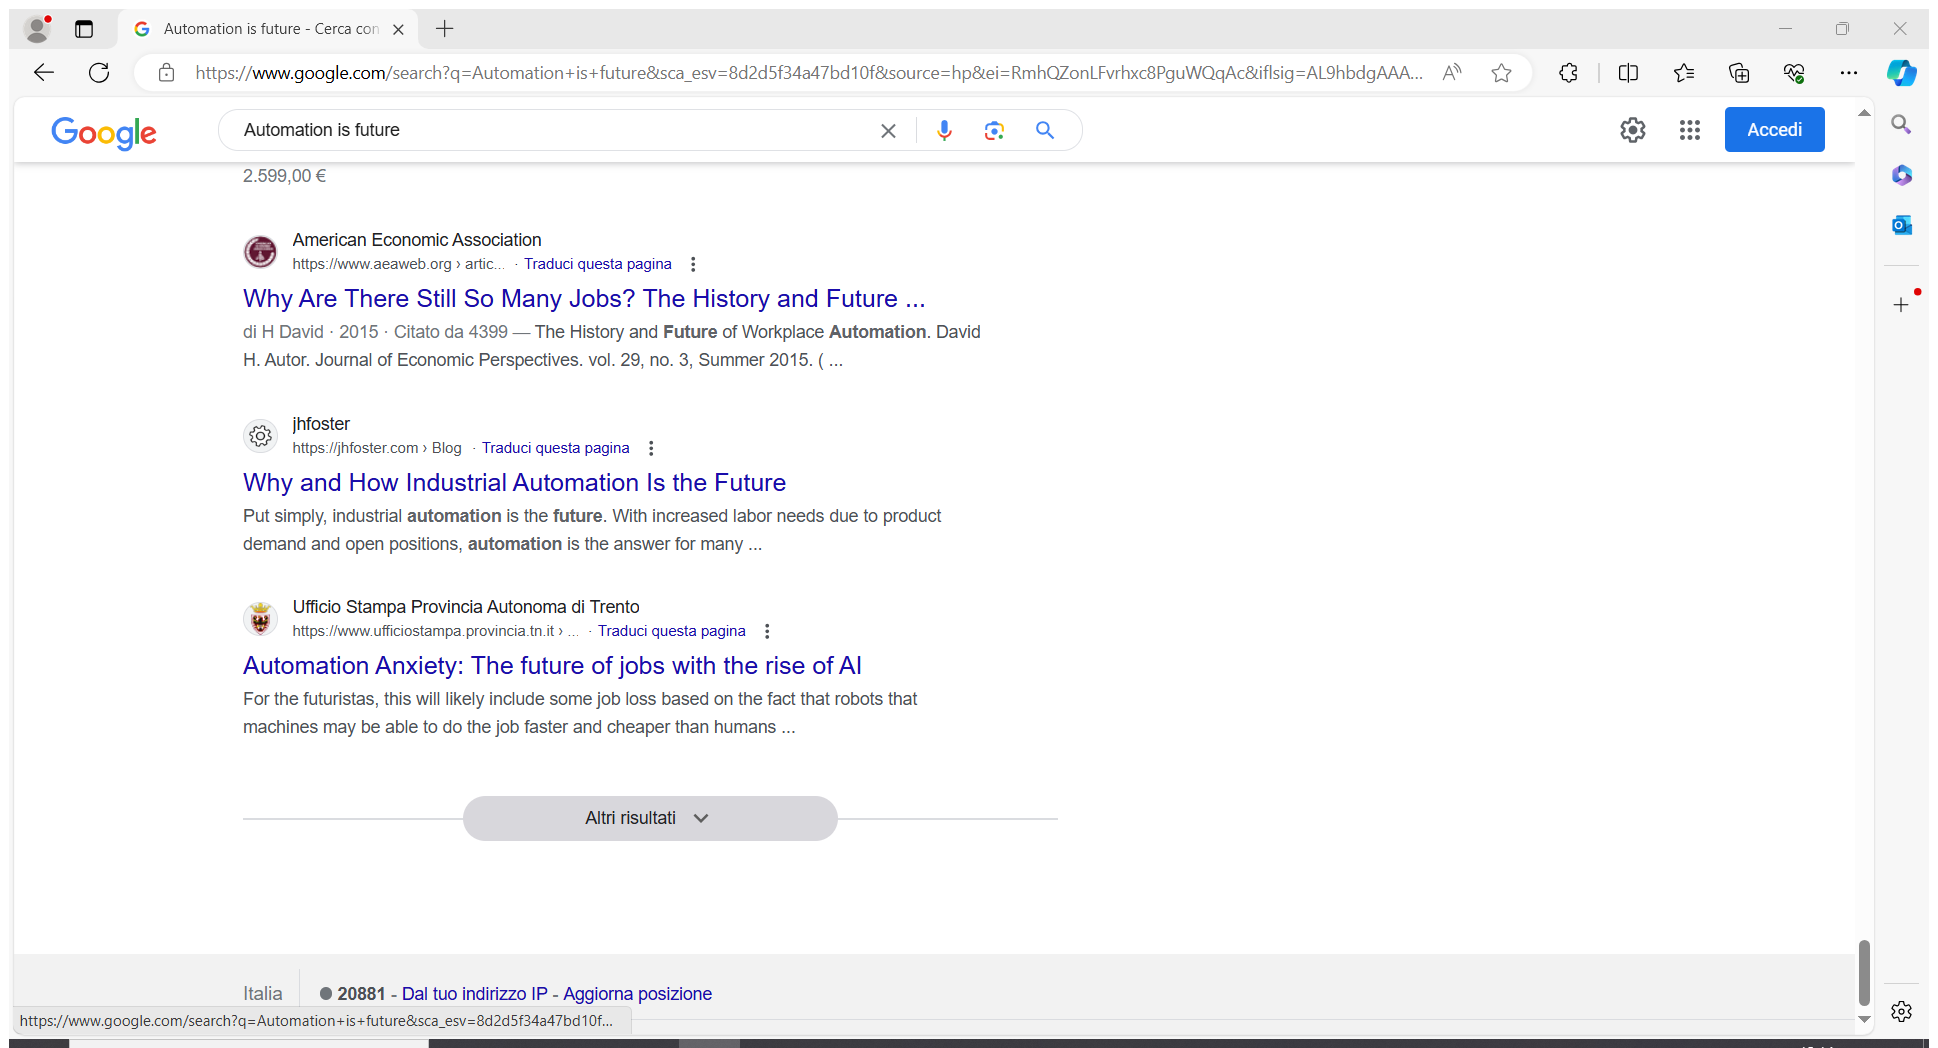 Automation is future - Cerca con
https://www.google.com/search?q=Automation+is+future&sca_esv=8d2d5f34a47bd10f&source=hp&ei=RmhQZonLFvrhxc8PguWQqAc&iflsig=AL9hbdgAAA...
Google
Automation is future
Accedi
2.599,00 €
American Economic Association
https://www.aeaweb.org › artic... · Traduci questa pagina
Why Are There Still So Many Jobs? The History and Future ...
di H David · 2015 · Citato da 4399 — The History and Future of Workplace Automation. David
H. Autor. Journal of Economic Perspectives. vol. 29, no. 3, Summer 2015. ( ...
jhfoster
https://jhfoster.com › Blog · Traduci questa pagina
Why and How Industrial Automation Is the Future
Put simply, industrial automation is the future. With increased labor needs due to product
demand and open positions, automation is the answer for many ...
Ufficio Stampa Provincia Autonoma di Trento
https://www.ufficiostampa.provincia.tn.it › ... · Traduci questa pagina
Automation Anxiety: The future of jobs with the rise of AI
For the futuristas, this will likely include some job loss based on the fact that robots that
machines may be able to do the job faster and cheaper than humans ...
Altri risultati
Italia
20881 - Dal tuo indirizzo IP - Aggiorna posizione
https://www.google.com/search?q=Automation+is+future&sca_esv=8d2d5f34a47bd10f...